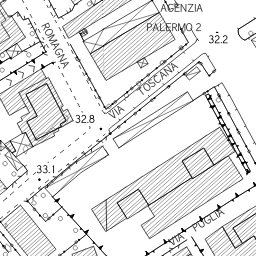 AGENZIA
PALERMO 2
32.2
ROMAGNA
VIA TOSCANA
32.8
33.1
VIA PUGLIA